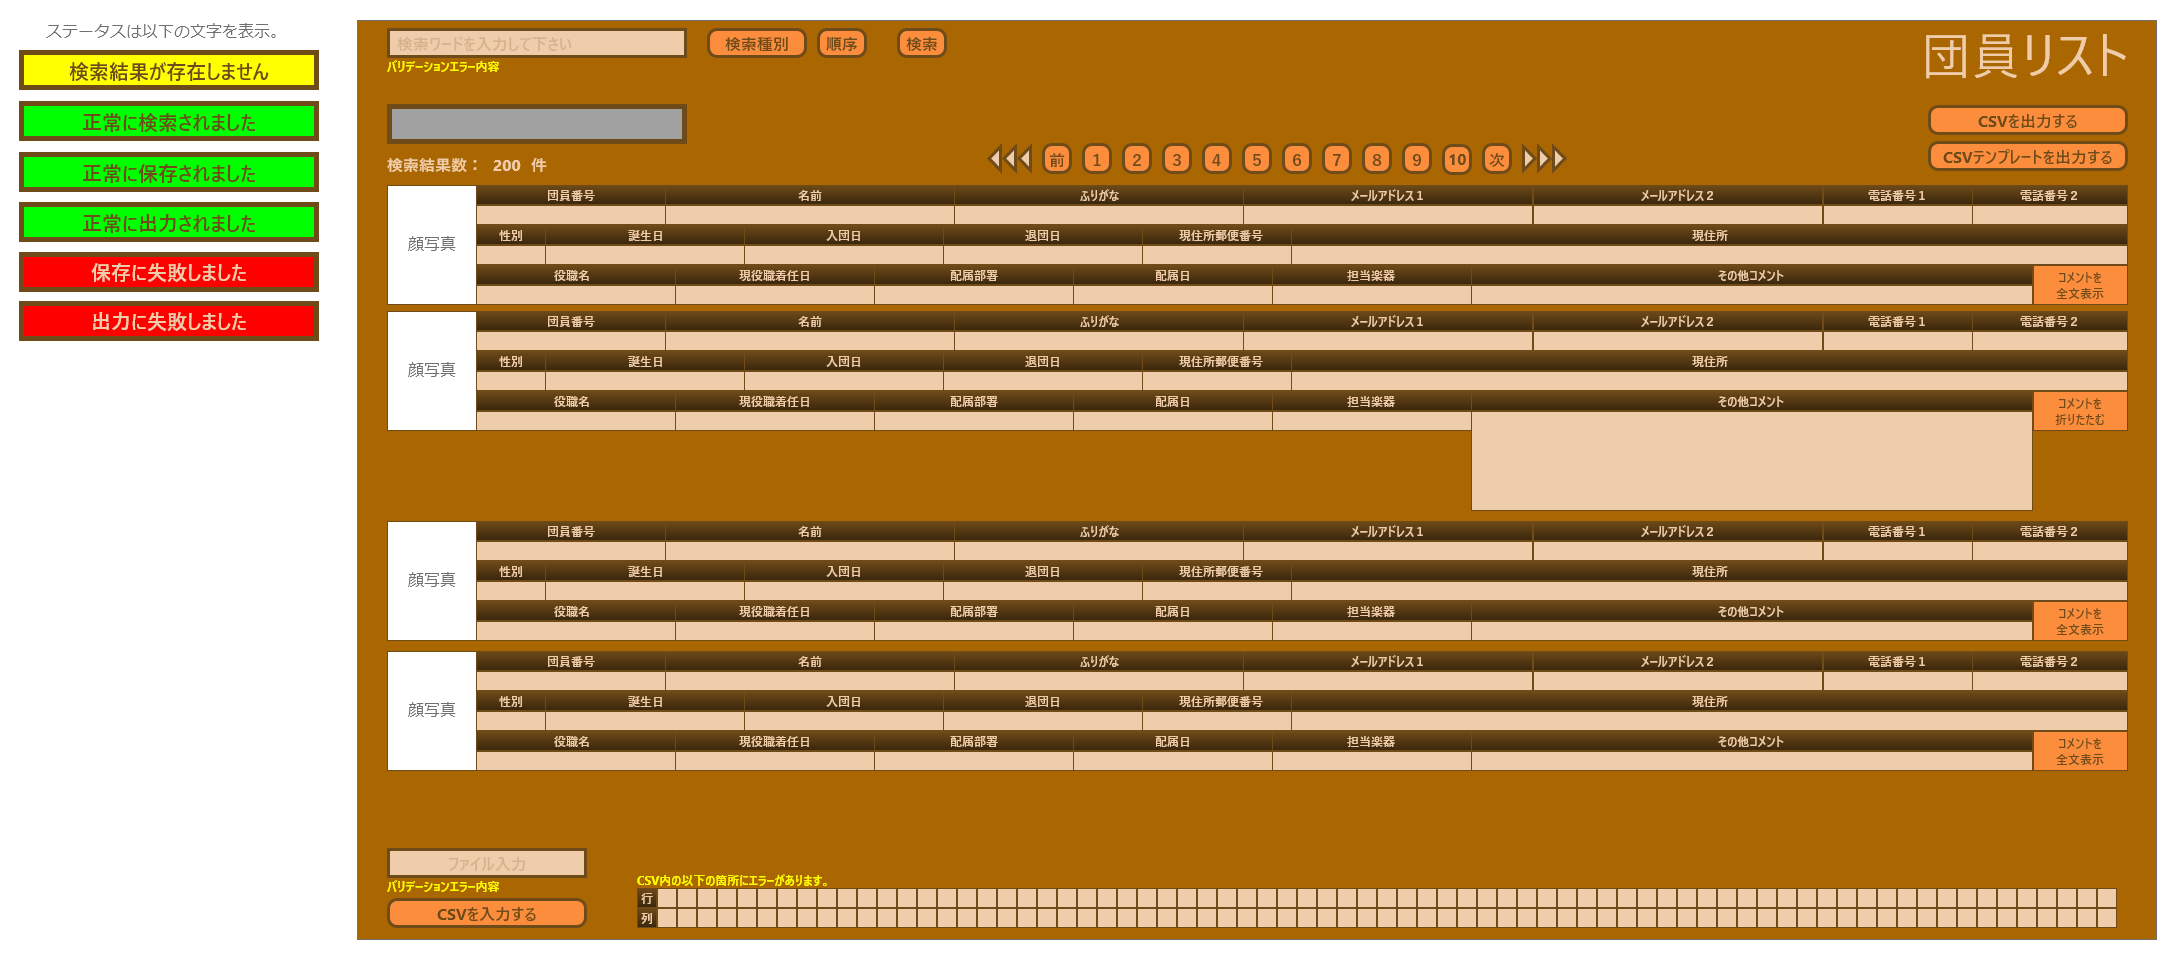 ステータスは以下の文字を表示。
検索結果が存在しません
正常に検索されました
正常に保存されました
正常に出力されました
保存に失敗しました
出力に失敗しました
検索ワードを入力して下さい
検索種別 順序 検索
団員リスト
バリデーションエラー内容
CSVを出力する
CSVテンプレートを出力する
検索結果数： 200 件
前 1 2 3 4 5 6 7 8 9 10 次
顔写真
団員番号 名前 ふりがな メールアドレス１ メールアドレス２ 電話番号１ 電話番号２
性別 誕生日 入団日 退団日 現住所郵便番号 現住所
役職名 現役職着任日 配属部署 配属日 担当楽器 その他コメント
コメントを
全文表示
顔写真
団員番号 名前 ふりがな メールアドレス１ メールアドレス２ 電話番号１ 電話番号２
性別 誕生日 入団日 退団日 現住所郵便番号 現住所
役職名 現役職着任日 配属部署 配属日 担当楽器 その他コメント
コメントを
折りたたむ
顔写真
団員番号 名前 ふりがな メールアドレス１ メールアドレス２ 電話番号１ 電話番号２
性別 誕生日 入団日 退団日 現住所郵便番号 現住所
役職名 現役職着任日 配属部署 配属日 担当楽器 その他コメント
コメントを
全文表示
顔写真
団員番号 名前 ふりがな メールアドレス１ メールアドレス２ 電話番号１ 電話番号２
性別 誕生日 入団日 退団日 現住所郵便番号 現住所
役職名 現役職着任日 配属部署 配属日 担当楽器 その他コメント
コメントを
全文表示
ファイル入力
バリデーションエラー内容
CSVを入力する
CSV内の以下の箇所にエラーがあります。
行
列